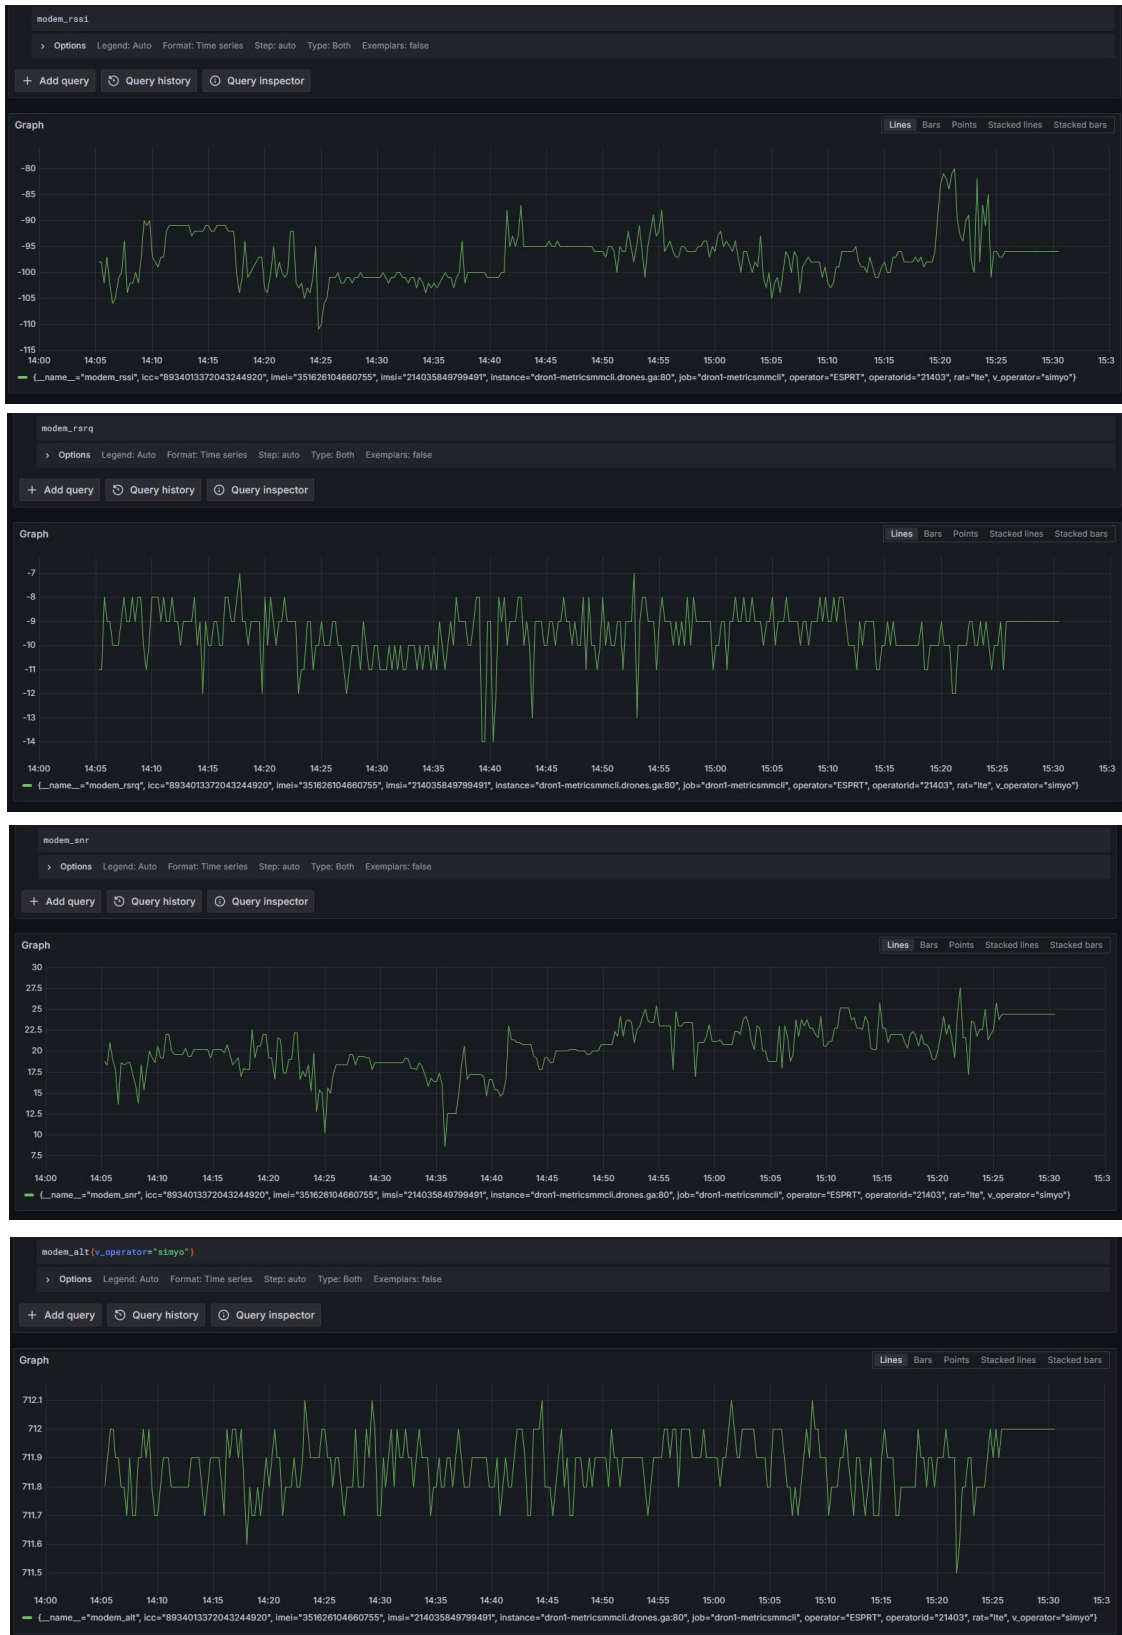 modem_rssi
> Options Legend: Auto Format: Time series Step: auto Type: Both Exemplars: false
+ Add query Query history Query inspector
Graph Lines Bars Points Stacked lines Stacked bars
-80
-85
-90
-95
-100
-105
-110
-115
14:00 14:05 14:10 14:15 14:20 14:25 14:30 14:35 14:40 14:45 14:50 14:55 15:00 15:05 15:10 15:15 15:20 15:25 15:30 15:3
{__name__="modem_rssi", icc="8934013372043244920", imei="351626104660755", imsi="214035849799491", instance="dron1-metricsmmcli.drones.ga:80", job="dron1-metricsmmcli", operator="ESPRT", operatorid="21403", rat="lte", v_operator="simyo"}
modem_rsrq
> Options Legend: Auto Format: Time series Step: auto Type: Both Exemplars: false
+ Add query Query history Query inspector
Graph Lines Bars Points Stacked lines Stacked bars
-7
-8
-9
-10
-11
-12
-13
-14
14:00 14:05 14:10 14:15 14:20 14:25 14:30 14:35 14:40 14:45 14:50 14:55 15:00 15:05 15:10 15:15 15:20 15:25 15:30 15:3
{__name__="modem_rsrq", icc="8934013372043244920", imei="351626104660755", imsi="214035849799491", instance="dron1-metricsmmcli.drones.ga:80", job="dron1-metricsmmcli", operator="ESPRT", operatorid="21403", rat="lte", v_operator="simyo"}
modem_snr
> Options Legend: Auto Format: Time series Step: auto Type: Both Exemplars: false
+ Add query Query history Query inspector
Graph Lines Bars Points Stacked lines Stacked bars
30
27.5
25
22.5
20
17.5
15
12.5
10
7.5
14:00 14:05 14:10 14:15 14:20 14:25 14:30 14:35 14:40 14:45 14:50 14:55 15:00 15:05 15:10 15:15 15:20 15:25 15:30 15:3
{__name__="modem_snr", icc="8934013372043244920", imei="351626104660755", imsi="214035849799491", instance="dron1-metricsmmcli.drones.ga:80", job="dron1-metricsmmcli", operator="ESPRT", operatorid="21403", rat="lte", v_operator="simyo"}
modem_alt{v_operator="simyo"}
> Options Legend: Auto Format: Time series Step: auto Type: Both Exemplars: false
+ Add query Query history Query inspector
Graph Lines Bars Points Stacked lines Stacked bars
712.1
712
711.9
711.8
711.7
711.6
711.5
14:00 14:05 14:10 14:15 14:20 14:25 14:30 14:35 14:40 14:45 14:50 14:55 15:00 15:05 15:10 15:15 15:20 15:25 15:30 15:3
{__name__="modem_alt", icc="8934013372043244920", imei="351626104660755", imsi="214035849799491", instance="dron1-metricsmmcli.drones.ga:80", job="dron1-metricsmmcli", operator="ESPRT", operatorid="21403", rat="lte", v_operator="simyo"}